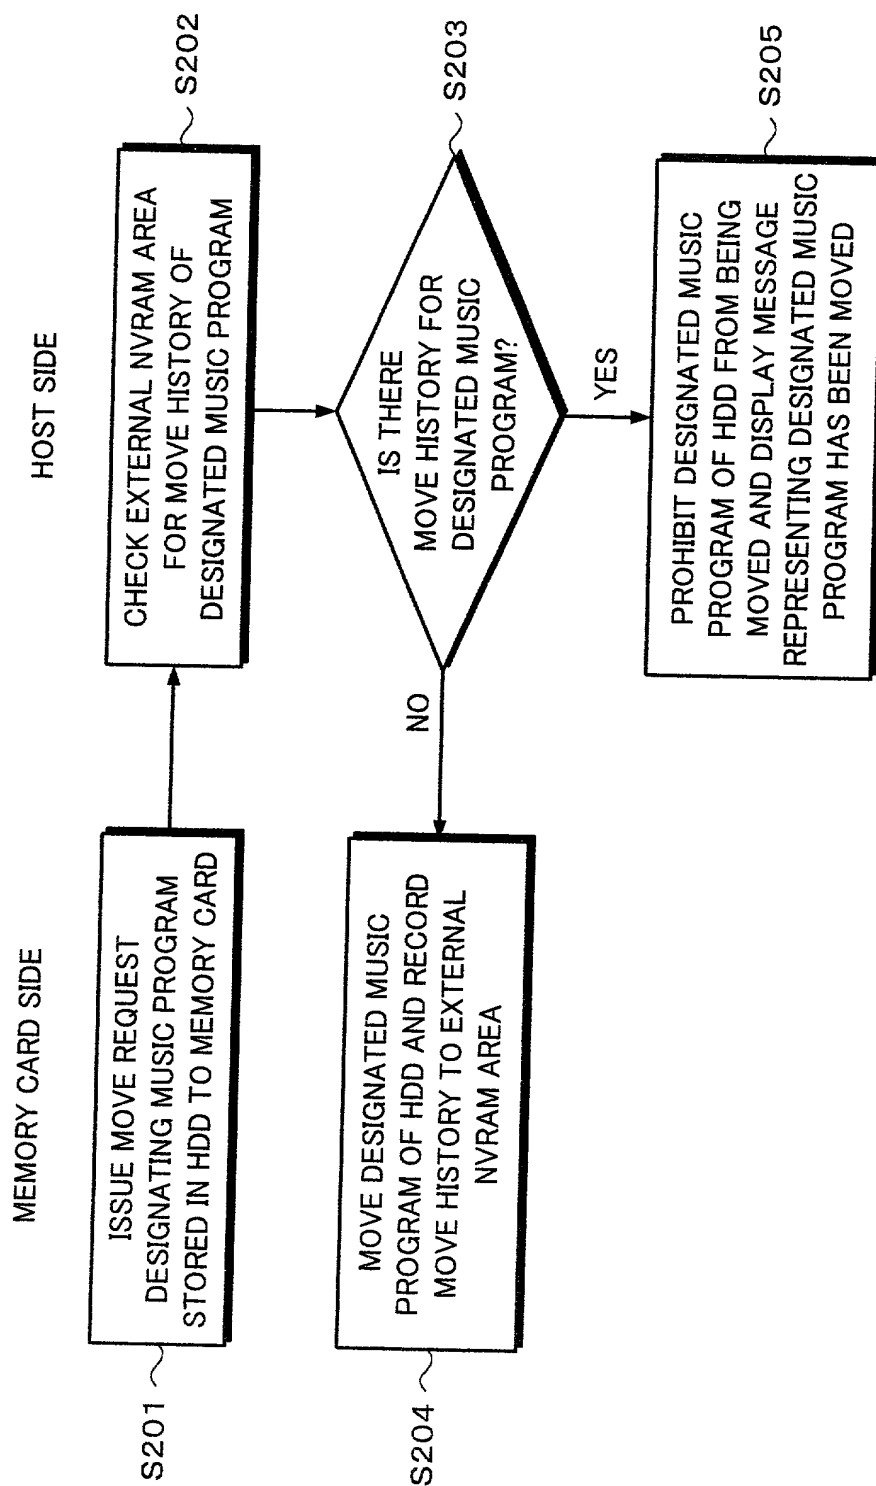 MEMORY CARD SIDE
HOST SIDE
S201
ISSUE MOVE REQUEST
DESIGNATING MUSIC PROGRAM
STORED IN HDD TO MEMORY CARD
CHECK EXTERNAL NVRAM AREA
FOR MOVE HISTORY OF
DESIGNATED MUSIC PROGRAM
S202
IS THERE
MOVE HISTORY FOR
DESIGNATED MUSIC
PROGRAM?
S203
NO
YES
S204
MOVE DESIGNATED MUSIC
PROGRAM OF HDD AND RECORD
MOVE HISTORY TO EXTERNAL
NVRAM AREA
PROHIBIT DESIGNATED MUSIC
PROGRAM OF HDD FROM BEING
MOVED AND DISPLAY MESSAGE
REPRESENTING DESIGNATED MUSIC
PROGRAM HAS BEEN MOVED
S205